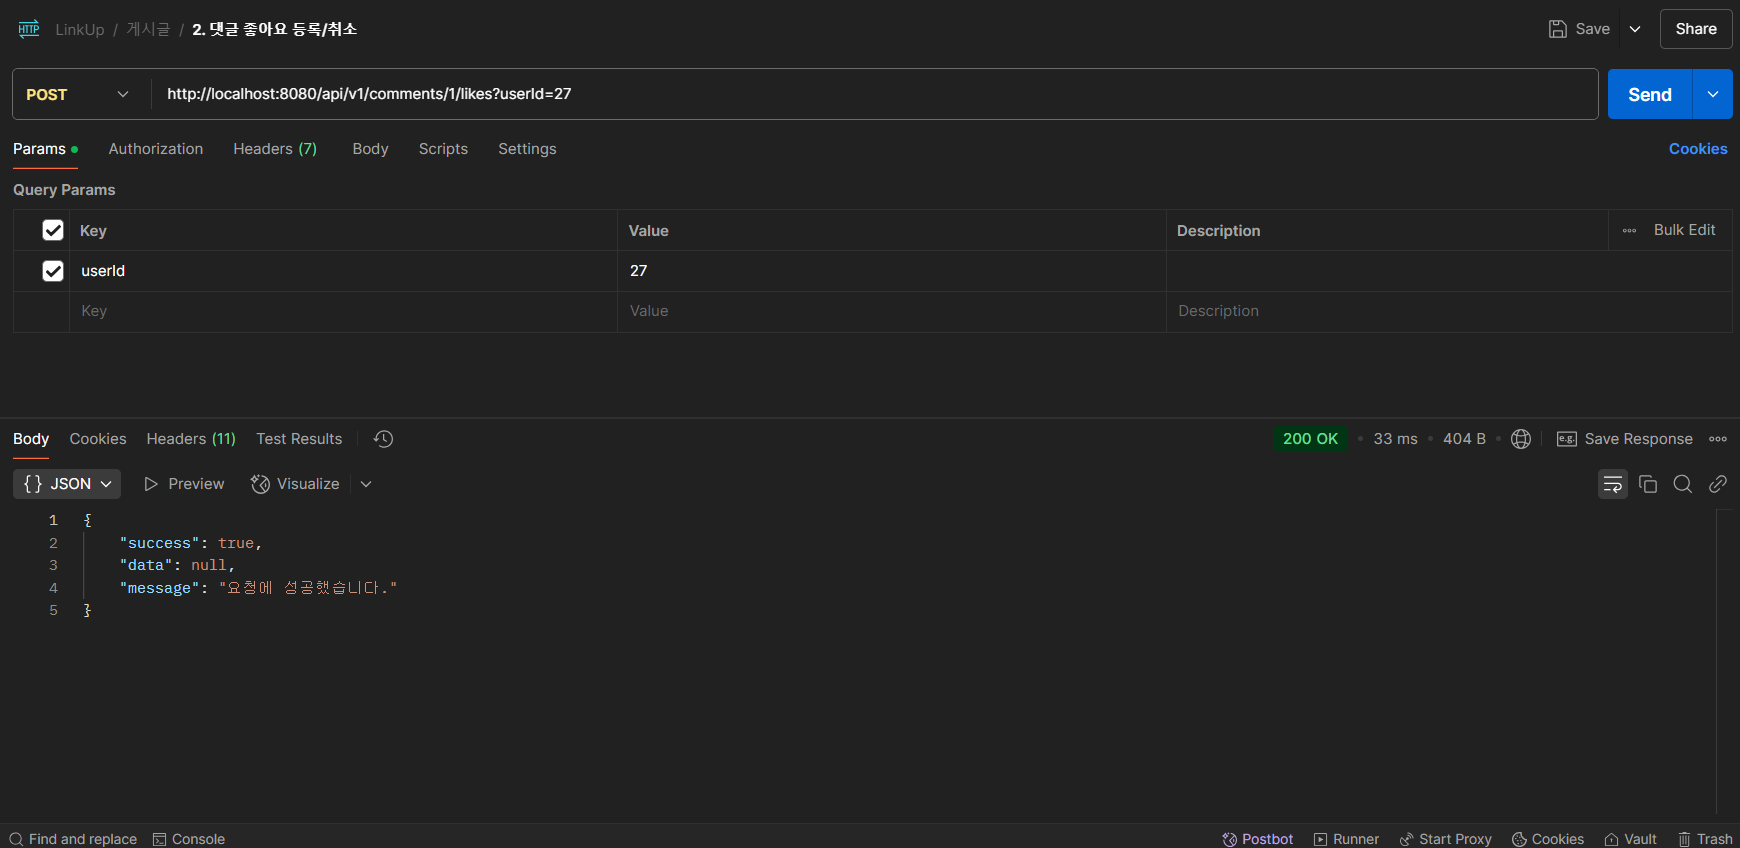 HTTP LinkUp / 게시글 / 2. 댓글 좋아요 등록/취소 Save Share
POST http://localhost:8080/api/v1/comments/1/likes?userId=27 Send
Params Authorization Headers (7) Body Scripts Settings Cookies
Query Params
Key Value Description Bulk Edit
userId 27
Key Value Description
Body Cookies Headers (11) Test Results 200 OK 33 ms 404 B e.g. Save Response
{} JSON Preview Visualize
1 {
2 "success": true,
3 "data": null,
4 "message": "요청에 성공했습니다."
5 }
Find and replace Console Postbot Runner Start Proxy Cookies Vault Trash